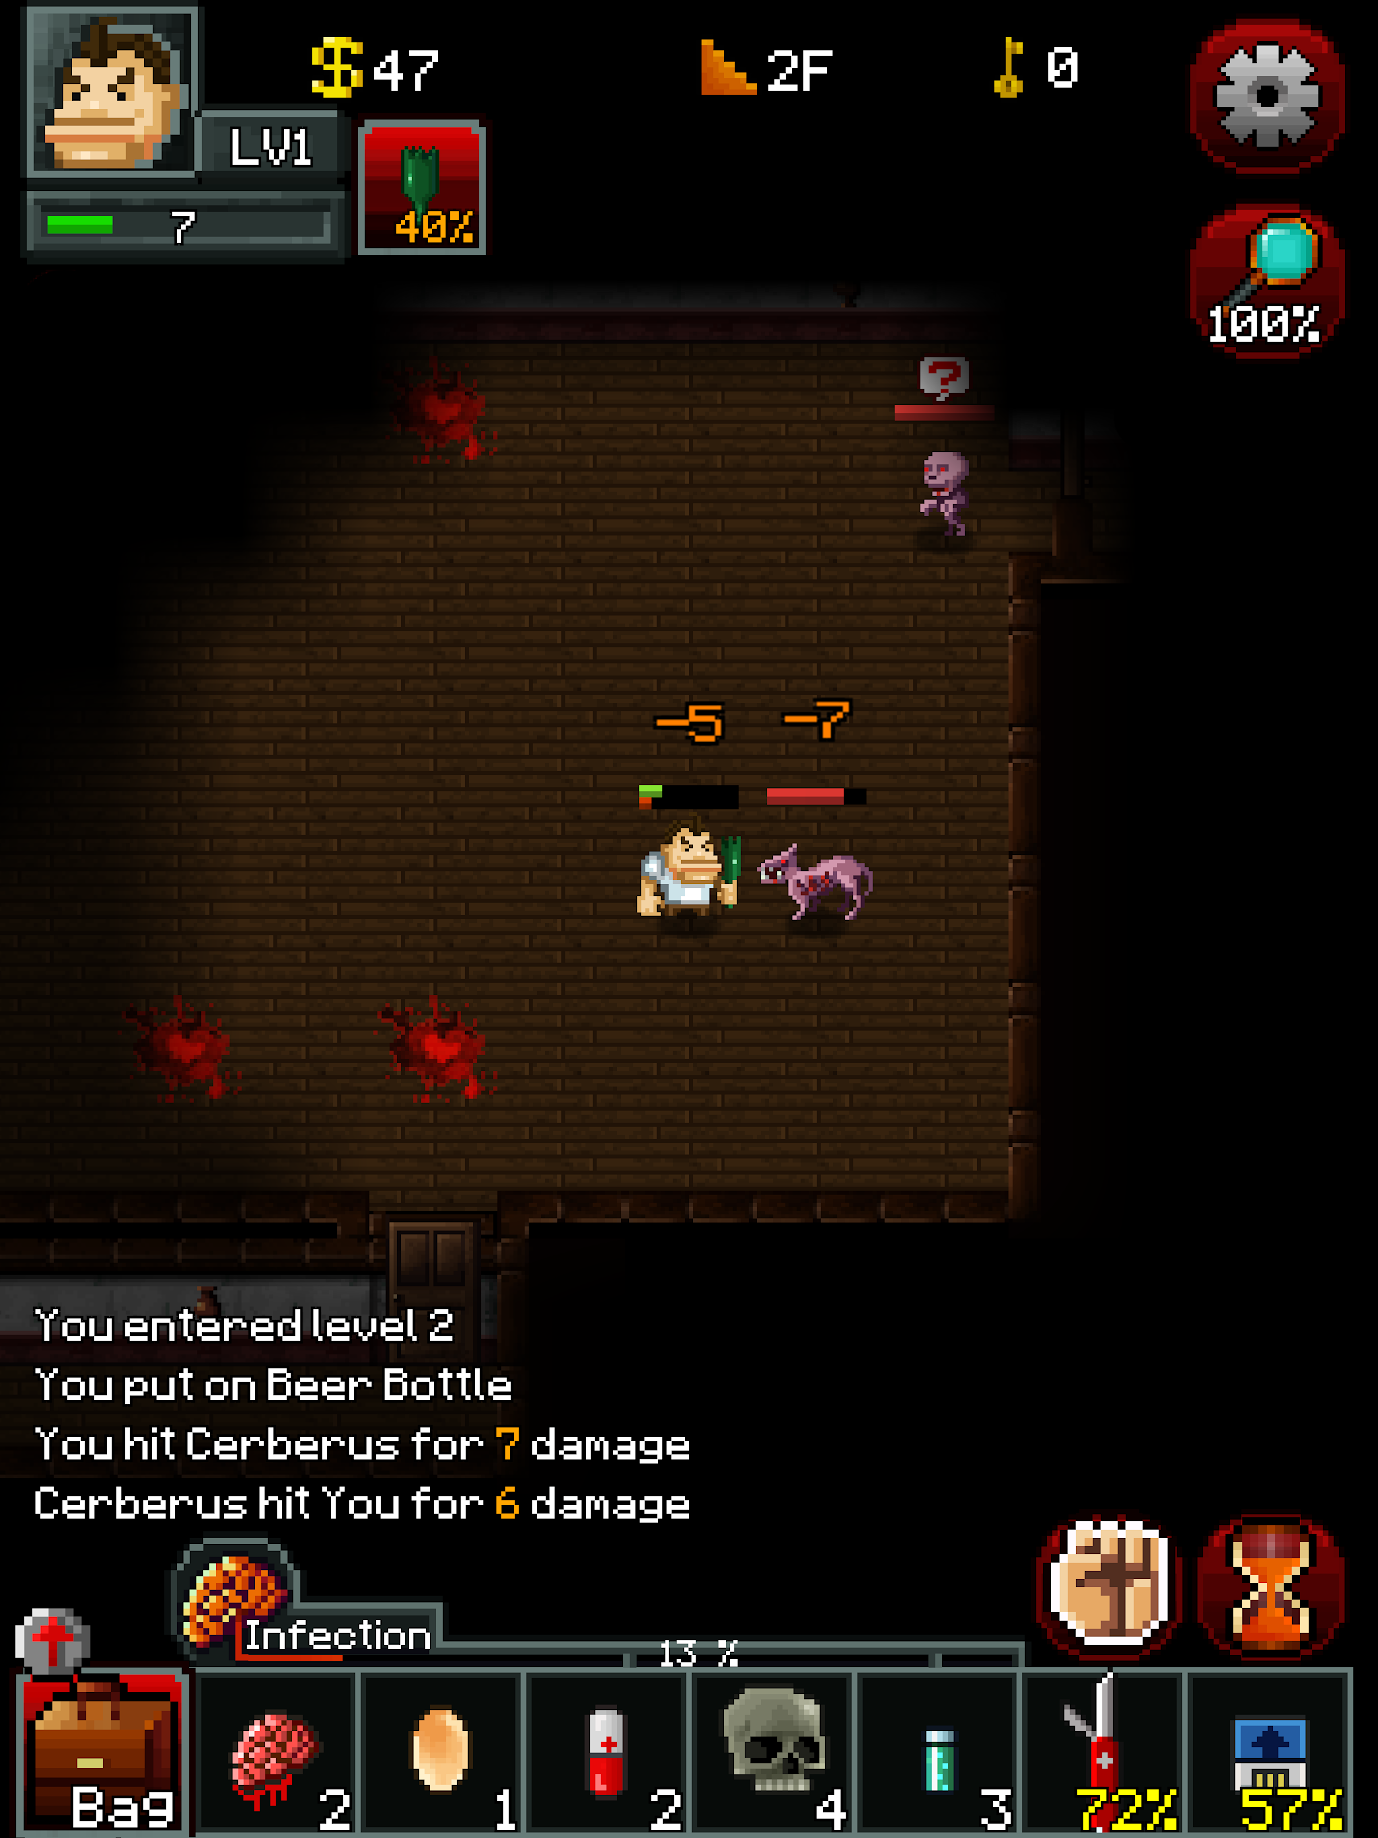 $47
2F
0
LV1
7
40%
100%
?
-5
-7
You entered level 2
You put on Beer Bottle
You hit Cerberus for 7 damage
Cerberus hit You for 6 damage
Infection
13 %
Bag
2
1
2
4
3
72%
57%